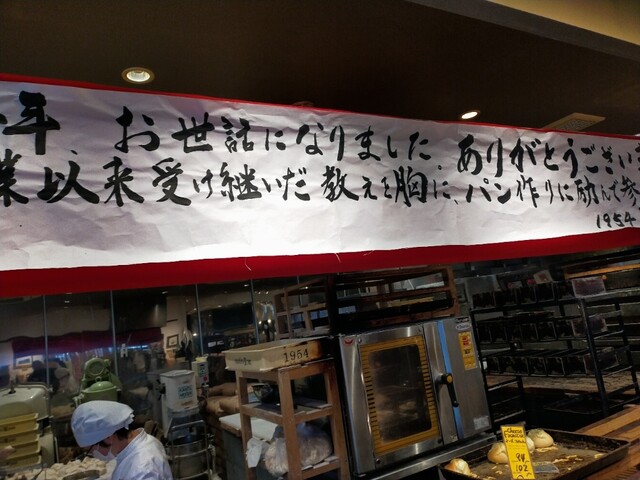 年、お世話になりました。ありがとうござい
業以来受け継いだ教えを胸に、パン作りに励んで参
1954
1954
94
102